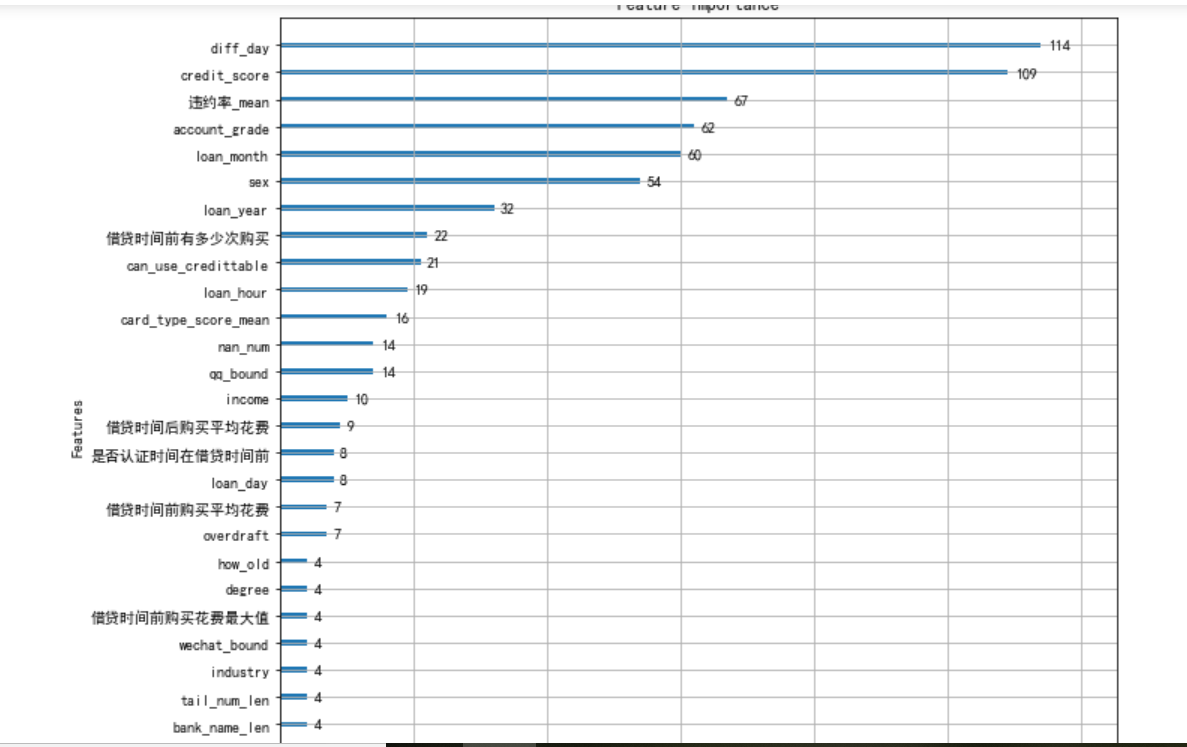 Feature importance
diff_day 114
credit_score 109
违约率_mean 67
account_grade 62
loan_month 60
sex 54
loan_year 32
借贷时间前有多少次购买 22
can_use_credittable 21
loan_hour 19
card_type_score_mean 16
nan_num 14
qq_bound 14
income 10
Features
借贷时间后购买平均花费 9
是否认证时间在借贷时间前 8
loan_day 8
借贷时间前购买平均花费 7
overdraft 7
how_old 4
degree 4
借贷时间前购买花费最大值 4
wechat_bound 4
industry 4
tail_num_len 4
bank_name_len 4